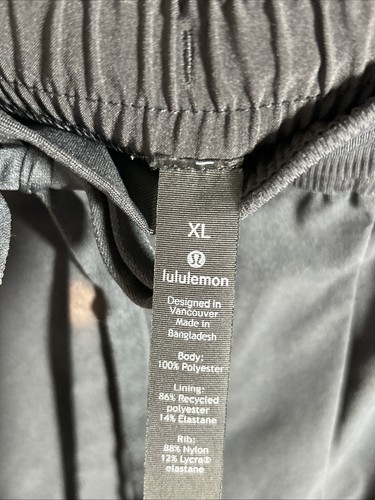 XL
lululemon
Designed in
Vancouver
Made in
Bangladesh
Body:
100% Polyester
Lining:
86% Recycled
polyester
14% Elastane
Rib:
88% Nylon
12% Lycra®
elastane